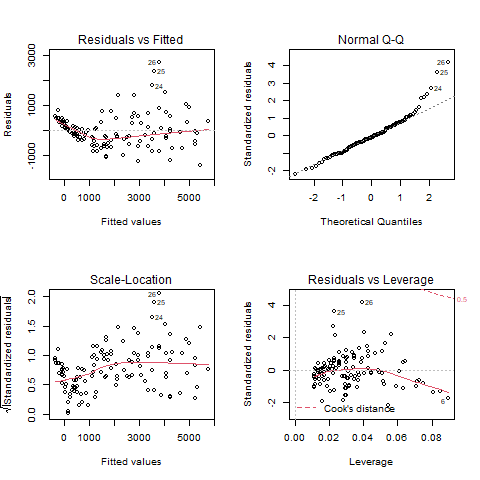 Residuals vs Fitted
Residuals
-1000 1000 3000
26
25
24
0 1000 3000 5000
Fitted values
Normal Q-Q
Standardized residuals
-2 0 1 2 3 4
26
25
24
-2 -1 0 1 2
Theoretical Quantiles
Scale-Location
√|Standardized residuals|
0.0 0.5 1.0 1.5 2.0
26
25
24
0 1000 3000 5000
Fitted values
Residuals vs Leverage
Standardized residuals
-2 0 2 4
0.5
26
25
6
Cook's distance
0.00 0.02 0.04 0.06 0.08
Leverage